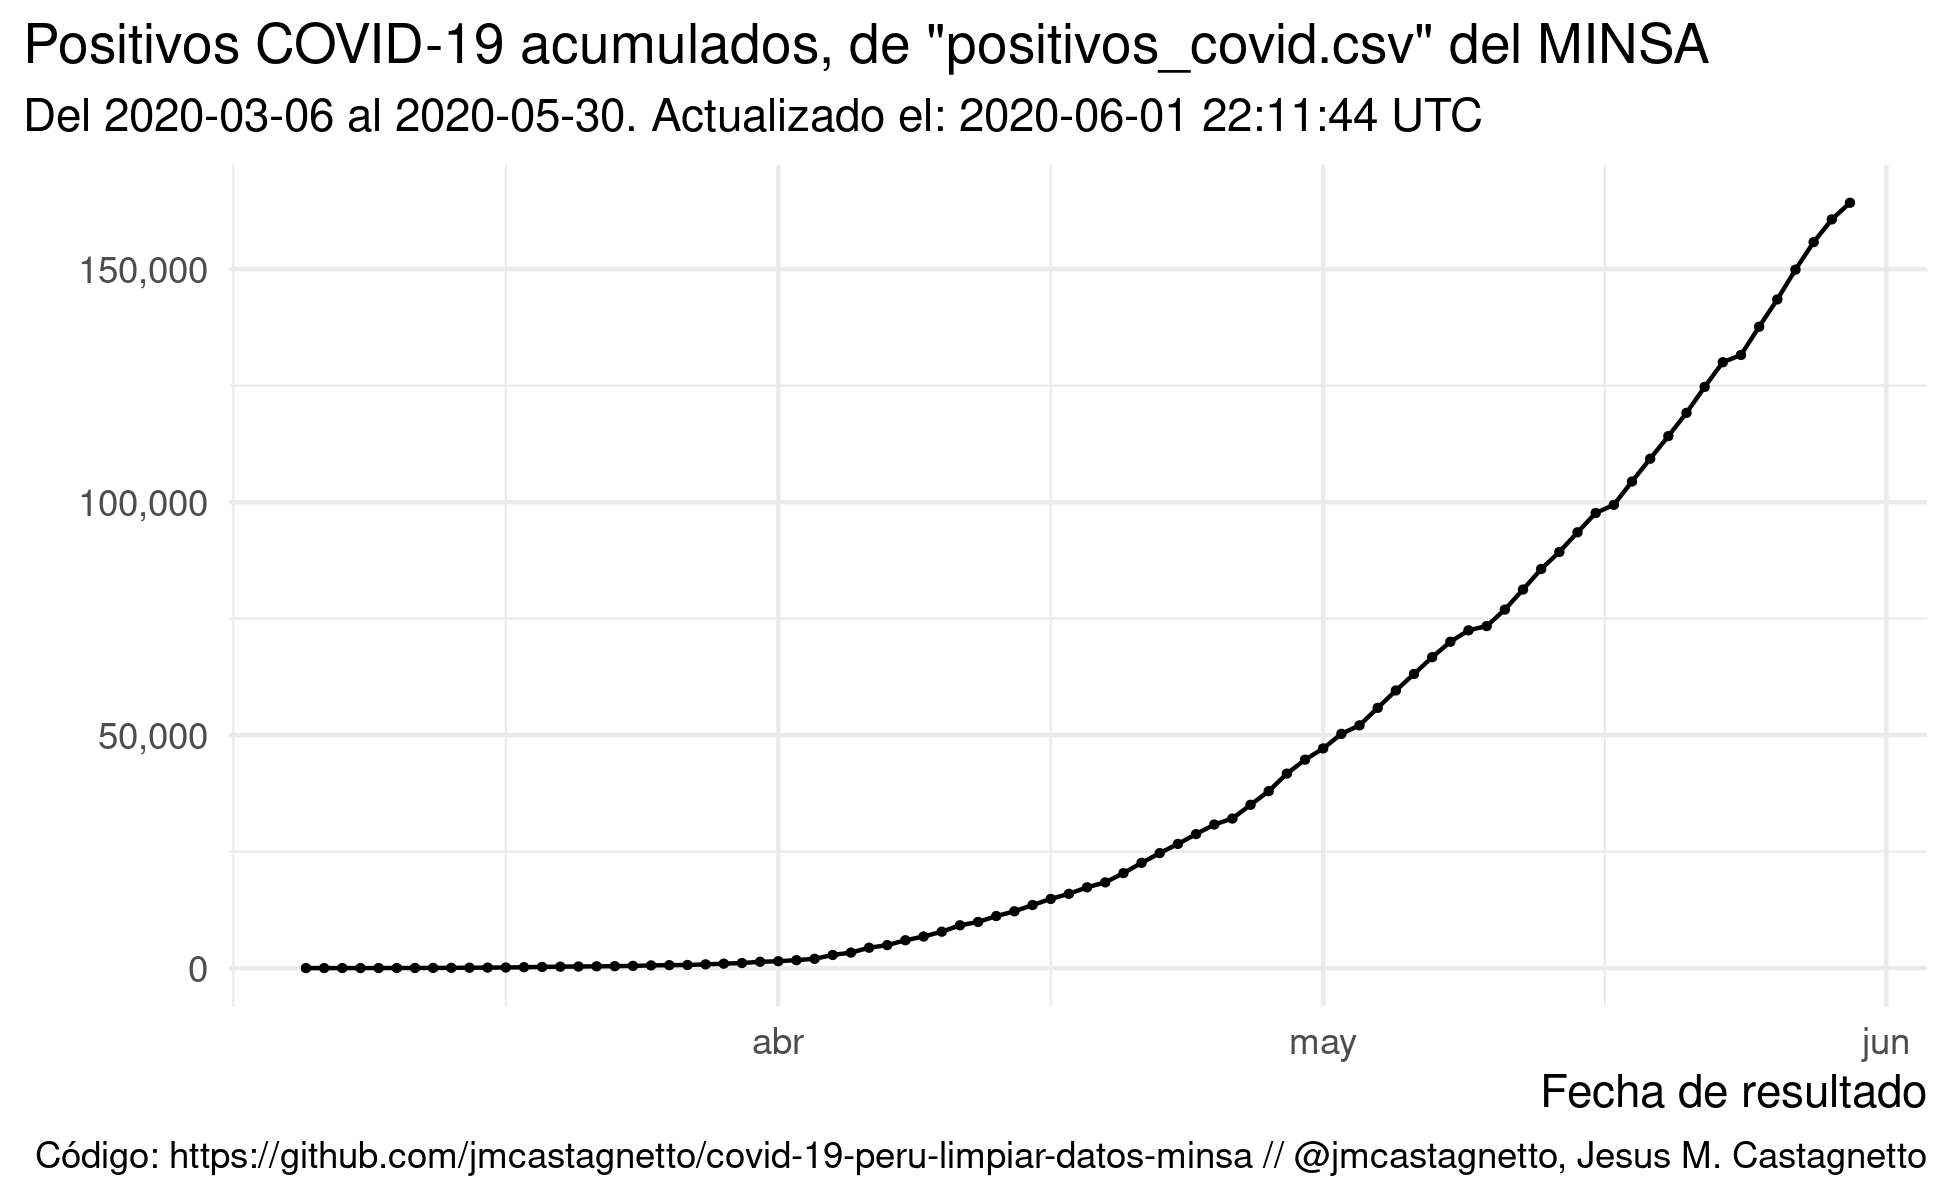 Positivos COVID-19 acumulados, de "positivos_covid.csv" del MINSA
Del 2020-03-06 al 2020-05-30. Actualizado el: 2020-06-01 22:11:44 UTC
150,000
100,000
50,000
0
abr may jun
Fecha de resultado
Código: https://github.com/jmcastagnetto/covid-19-peru-limpiar-datos-minsa // @jmcastagnetto, Jesus M. Castagnetto